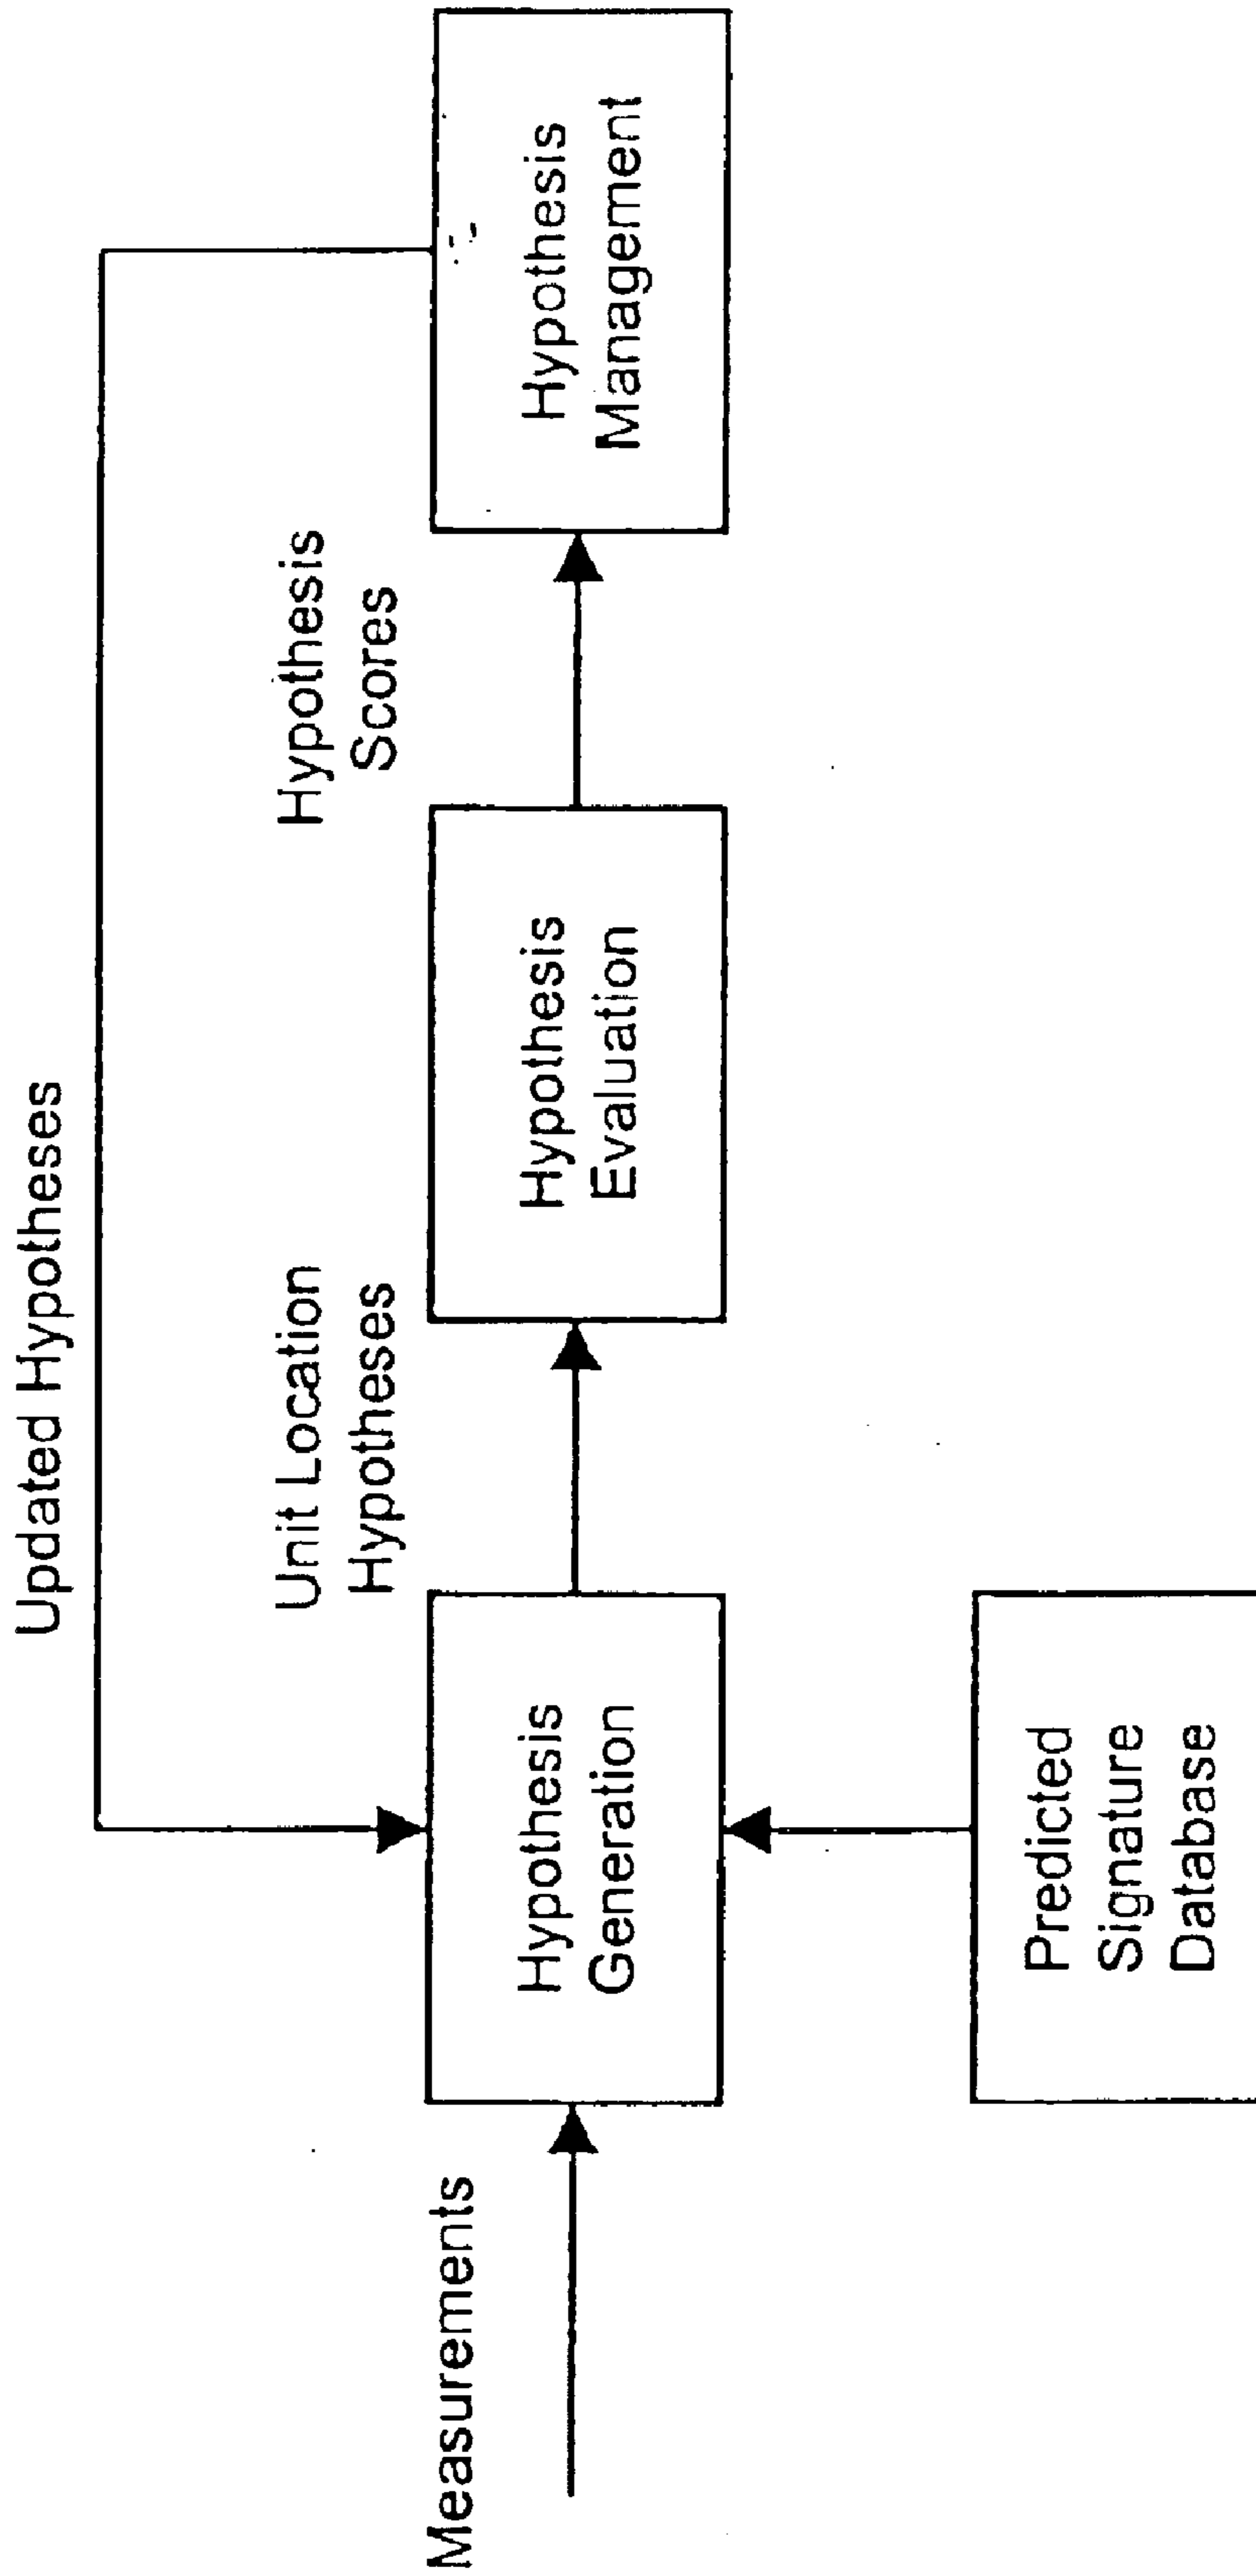 Updated Hypotheses
Measurements
Hypothesis
Generation
Unit Location
Hypotheses
Hypothesis
Evaluation
Hypothesis
Scores
Hypothesis
Management
Predicted
Signature
Database